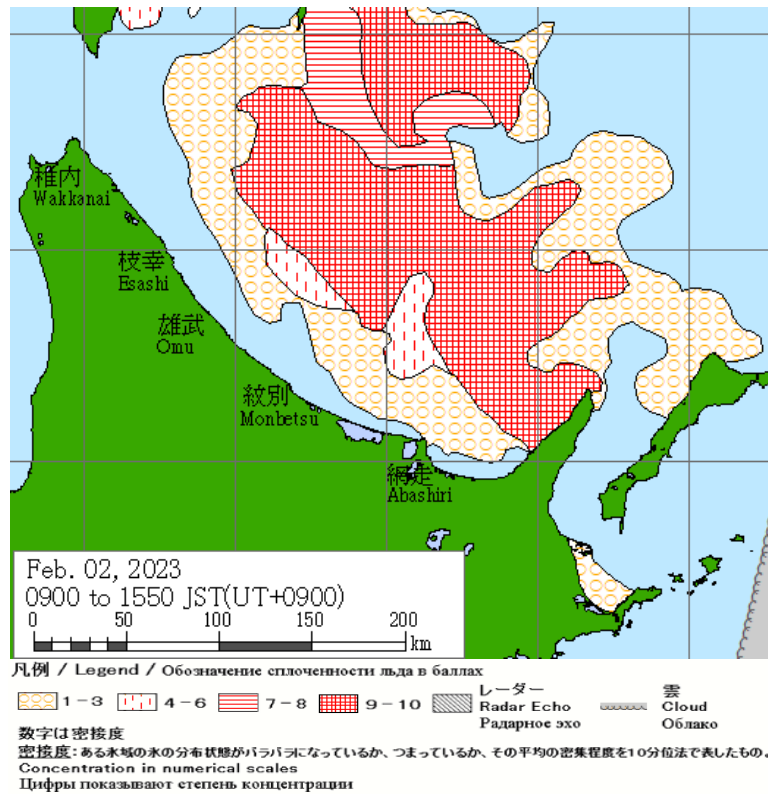 稚内
Wakkanai
枝幸
Esashi
雄武
Omu
紋別
Monbetsu
網走
Abashiri
Feb. 02, 2023
0900 to 1550 JST(UT+0900)
0 50 100 150 200
km
凡例 / Legend / Обозначение сплоченности льда в баллах
1-3 4-6 7-8 9-10 レーダー Radar Echo Радарное эхо 雲 Cloud Облако
数字は密接度
密接度：ある氷域の氷の分布状態がバラバラになっているか、つまっているか、その平均の密集程度を10分位法で表したもの。
Concentration in numerical scales
Цифры показывают степень концентрации